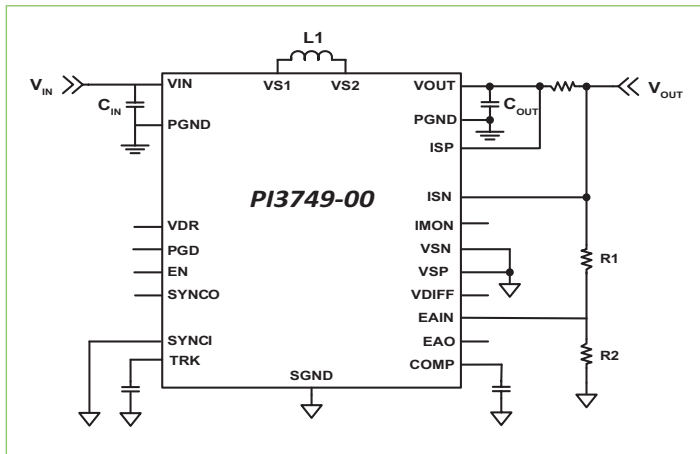 L1
V_IN
VIN
VS1
VS2
VOUT
V_OUT
C_IN
C_OUT
PGND
PGND
ISP
PI3749-00
ISN
VDR
IMON
PGD
VSN
R1
EN
VSP
SYNCO
VDIFF
EAIN
SYNCI
EAO
R2
TRK
COMP
SGND